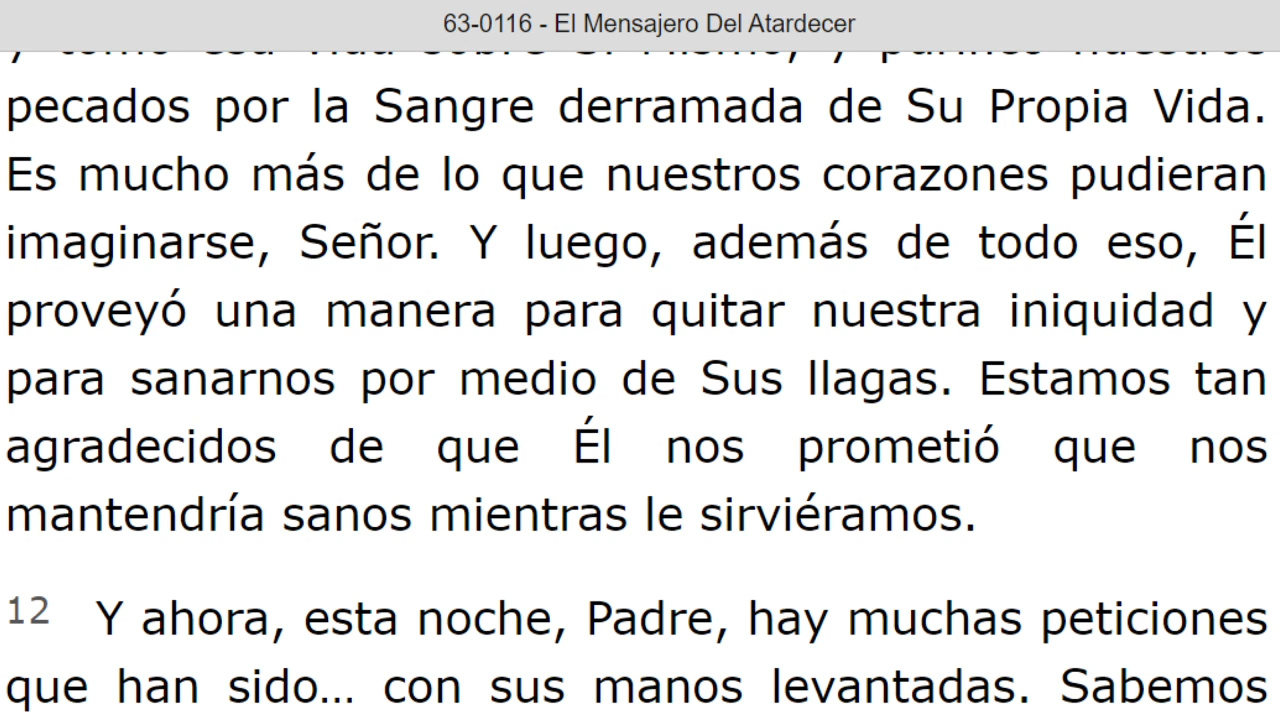 63-0116 - El Mensajero Del Atardecer
pecados por la Sangre derramada de Su Propia Vida.
Es mucho más de lo que nuestros corazones pudieran
imaginarse, Señor. Y luego, además de todo eso, Él
proveyó una manera para quitar nuestra iniquidad y
para sanarnos por medio de Sus llagas. Estamos tan
agradecidos de que Él nos prometió que nos
mantendría sanos mientras le sirviéramos.
12 Y ahora, esta noche, Padre, hay muchas peticiones
que han sido... con sus manos levantadas. Sabemos